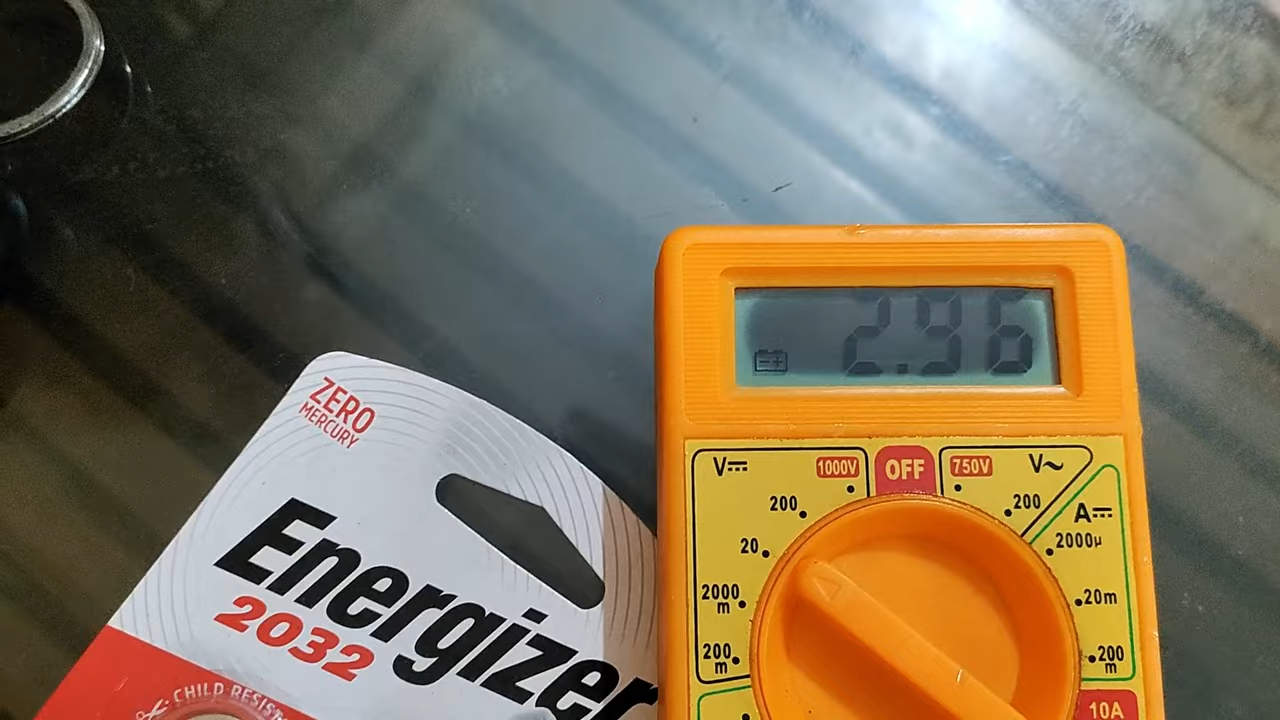 2.96
V⎓
1000V
OFF
750V
V~
200
200
A⎓
20
2000µ
2000
m
20m
200
m
200
m
10A
ZERO
MERCURY
Energizer
2032
CHILD RESIST